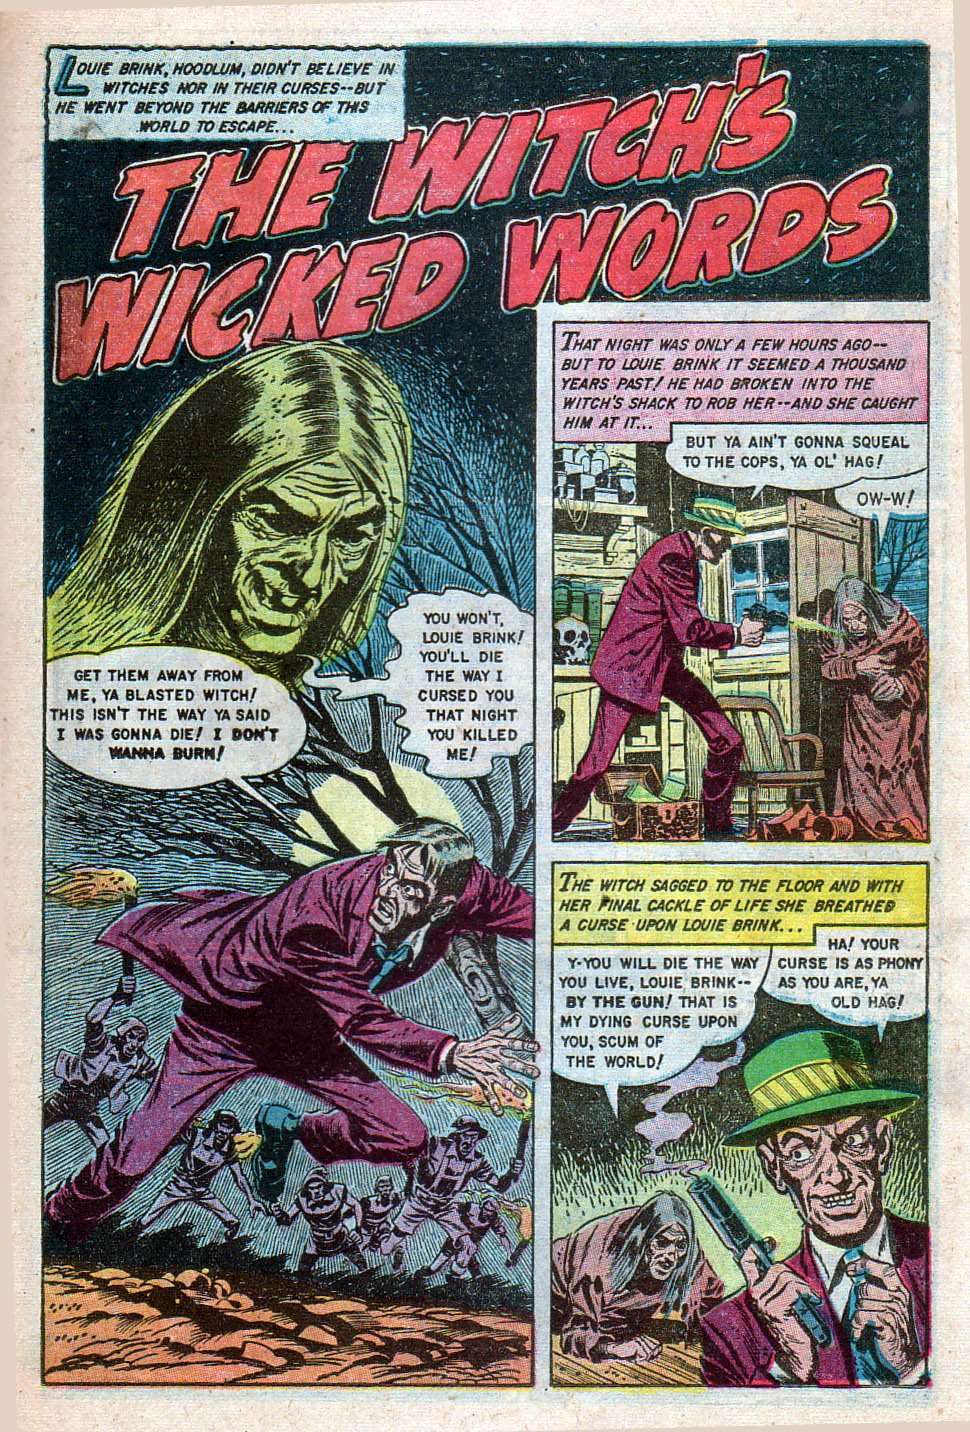 LOUIE BRINK, HOODLUM, DIDN'T BELIEVE IN
WITCHES NOR IN THEIR CURSES--BUT
HE WENT BEYOND THE BARRIERS OF THIS
WORLD TO ESCAPE...
THE WITCH'S
WICKED WORDS
GET THEM AWAY FROM
ME, YA BLASTED WITCH!
THIS ISN'T THE WAY YA SAID
I WAS GONNA DIE! I DON'T
WANNA BURN!
YOU WON'T,
LOUIE BRINK!
YOU'LL DIE
THE WAY I
CURSED YOU
THAT NIGHT
YOU KILLED
ME!
THAT NIGHT WAS ONLY A FEW HOURS AGO--
BUT TO LOUIE BRINK IT SEEMED A THOUSAND
YEARS PAST! HE HAD BROKEN INTO THE
WITCH'S SHACK TO ROB HER--AND SHE CAUGHT
HIM AT IT...
BUT YA AIN'T GONNA SQUEAL
TO THE COPS, YA OL' HAG!
OW-W!
THE WITCH SAGGED TO THE FLOOR AND WITH
HER FINAL CACKLE OF LIFE SHE BREATHED
A CURSE UPON LOUIE BRINK...
Y-YOU WILL DIE THE WAY
YOU LIVE, LOUIE BRINK--
BY THE GUN! THAT IS
MY DYING CURSE UPON
YOU, SCUM OF
THE WORLD!
HA! YOUR
CURSE IS AS PHONY
AS YOU ARE, YA
OLD HAG!